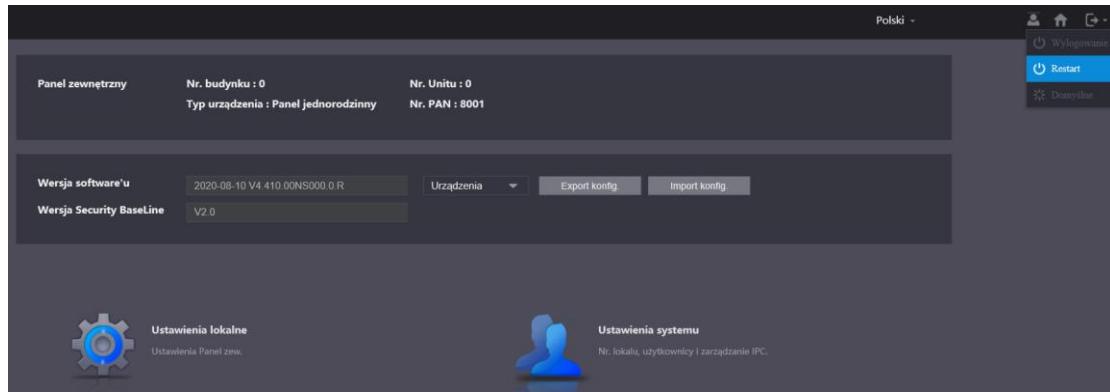 Polski
Wylogowanie
Restart
Domyślne
Panel zewnętrzny
Nr. budynku : 0
Nr. Unitu : 0
Typ urządzenia : Panel jednorodzinny
Nr. PAN : 8001
Wersja software'u
2020-08-10 V4.410.00NS000.0.R
Urządzenia
Export konfig.
Import konfig.
Wersja Security BaseLine
V2.0
Ustawienia lokalne
Ustawienia Panel zew.
Ustawienia systemu
Nr. lokalu, użytkownicy i zarządzanie IPC.